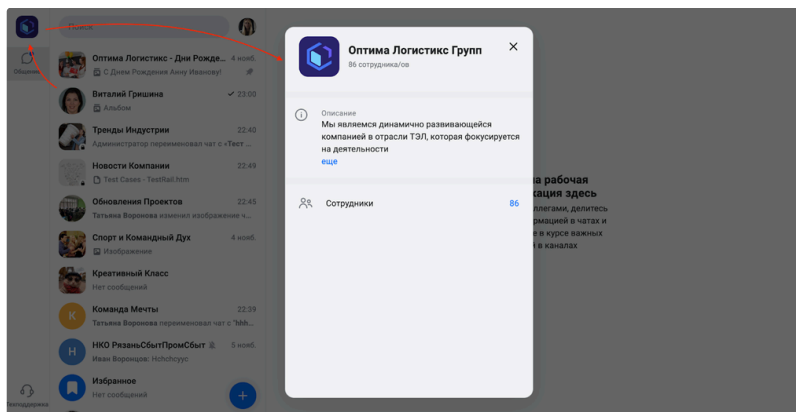 Поиск
Общение
Оптима Логистикс - Дни Рожде... 4 нояб.
С Днем Рождения Анну Иванову!
Виталий Гришина 23:00
Альбом
Тренды Индустрии 22:40
Администратор переименовал чат с «Тест ...
Новости Компании 22:49
Test Cases - TestRail.htm
Обновления Проектов 22:45
Татьяна Воронова изменил изображение ч...
Спорт и Командный Дух 4 нояб.
Изображение
Креативный Класс
Нет сообщений
К
Команда Мечты 22:39
Татьяна Воронова переименовал чат с "hhh...
Н
НКО РязаньСбытПромСбыт 5 нояб.
Иван Воронцов: Hchchcyyc
Избранное
Нет сообщений
Техподдержка
Оптима Логистикс Групп
86 сотрудника/ов
Описание
Мы являемся динамично развивающейся
компанией в отрасли ТЭЛ, которая фокусируется
на деятельности
еще
Сотрудники 86
на рабочая
кация здесь
ллегами, делитесь
рмацией в чатах и
е в курсе важных
й в каналах